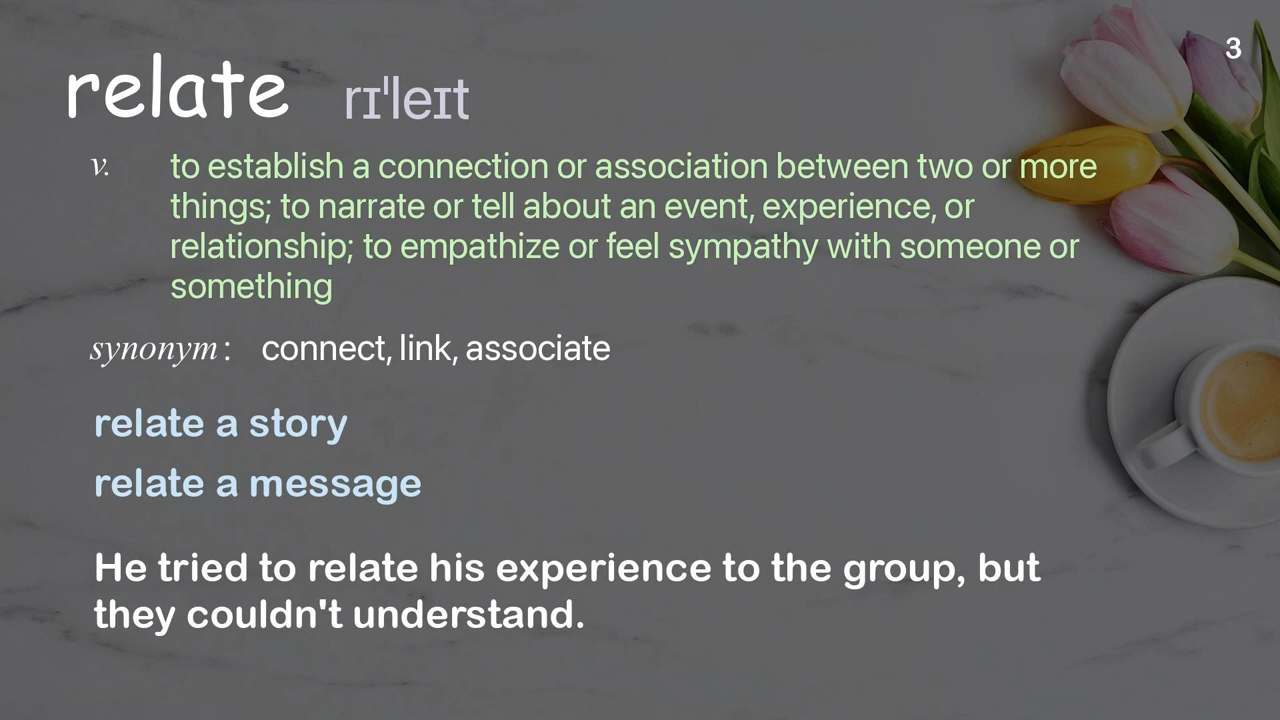 3
relate rɪˈleɪt
v. to establish a connection or association between two or more
things; to narrate or tell about an event, experience, or
relationship; to empathize or feel sympathy with someone or
something
synonym : connect, link, associate
relate a story
relate a message
He tried to relate his experience to the group, but
they couldn't understand.